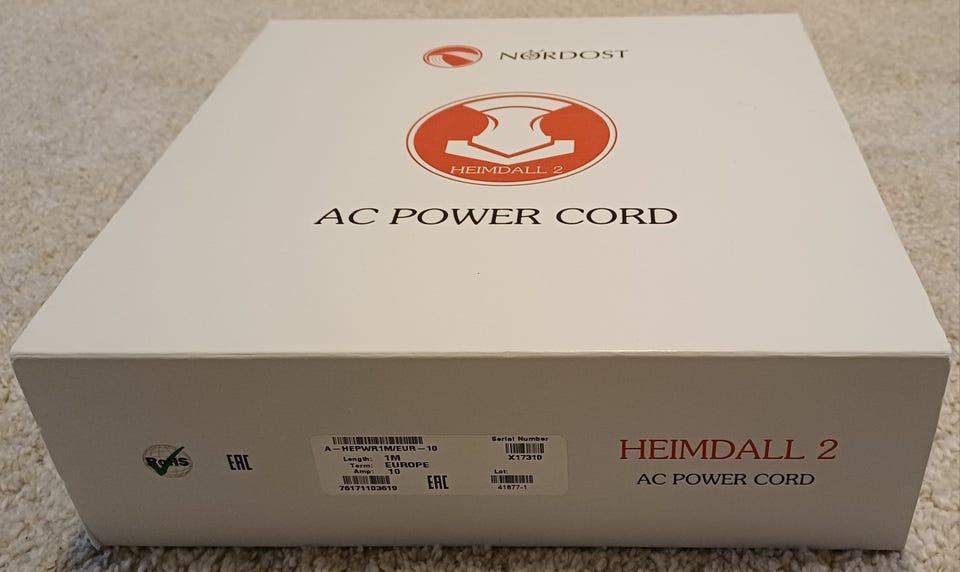 NORDOST
HEIMDALL 2
AC POWER CORD
RoHS
EAC
A-HEPWR1M/EUR-10
Length: 1M
Term: EUROPE
Amp: 10
76171103619
EAC
Serial Number
X17310
Lot:
41877-1
HEIMDALL 2
AC POWER CORD